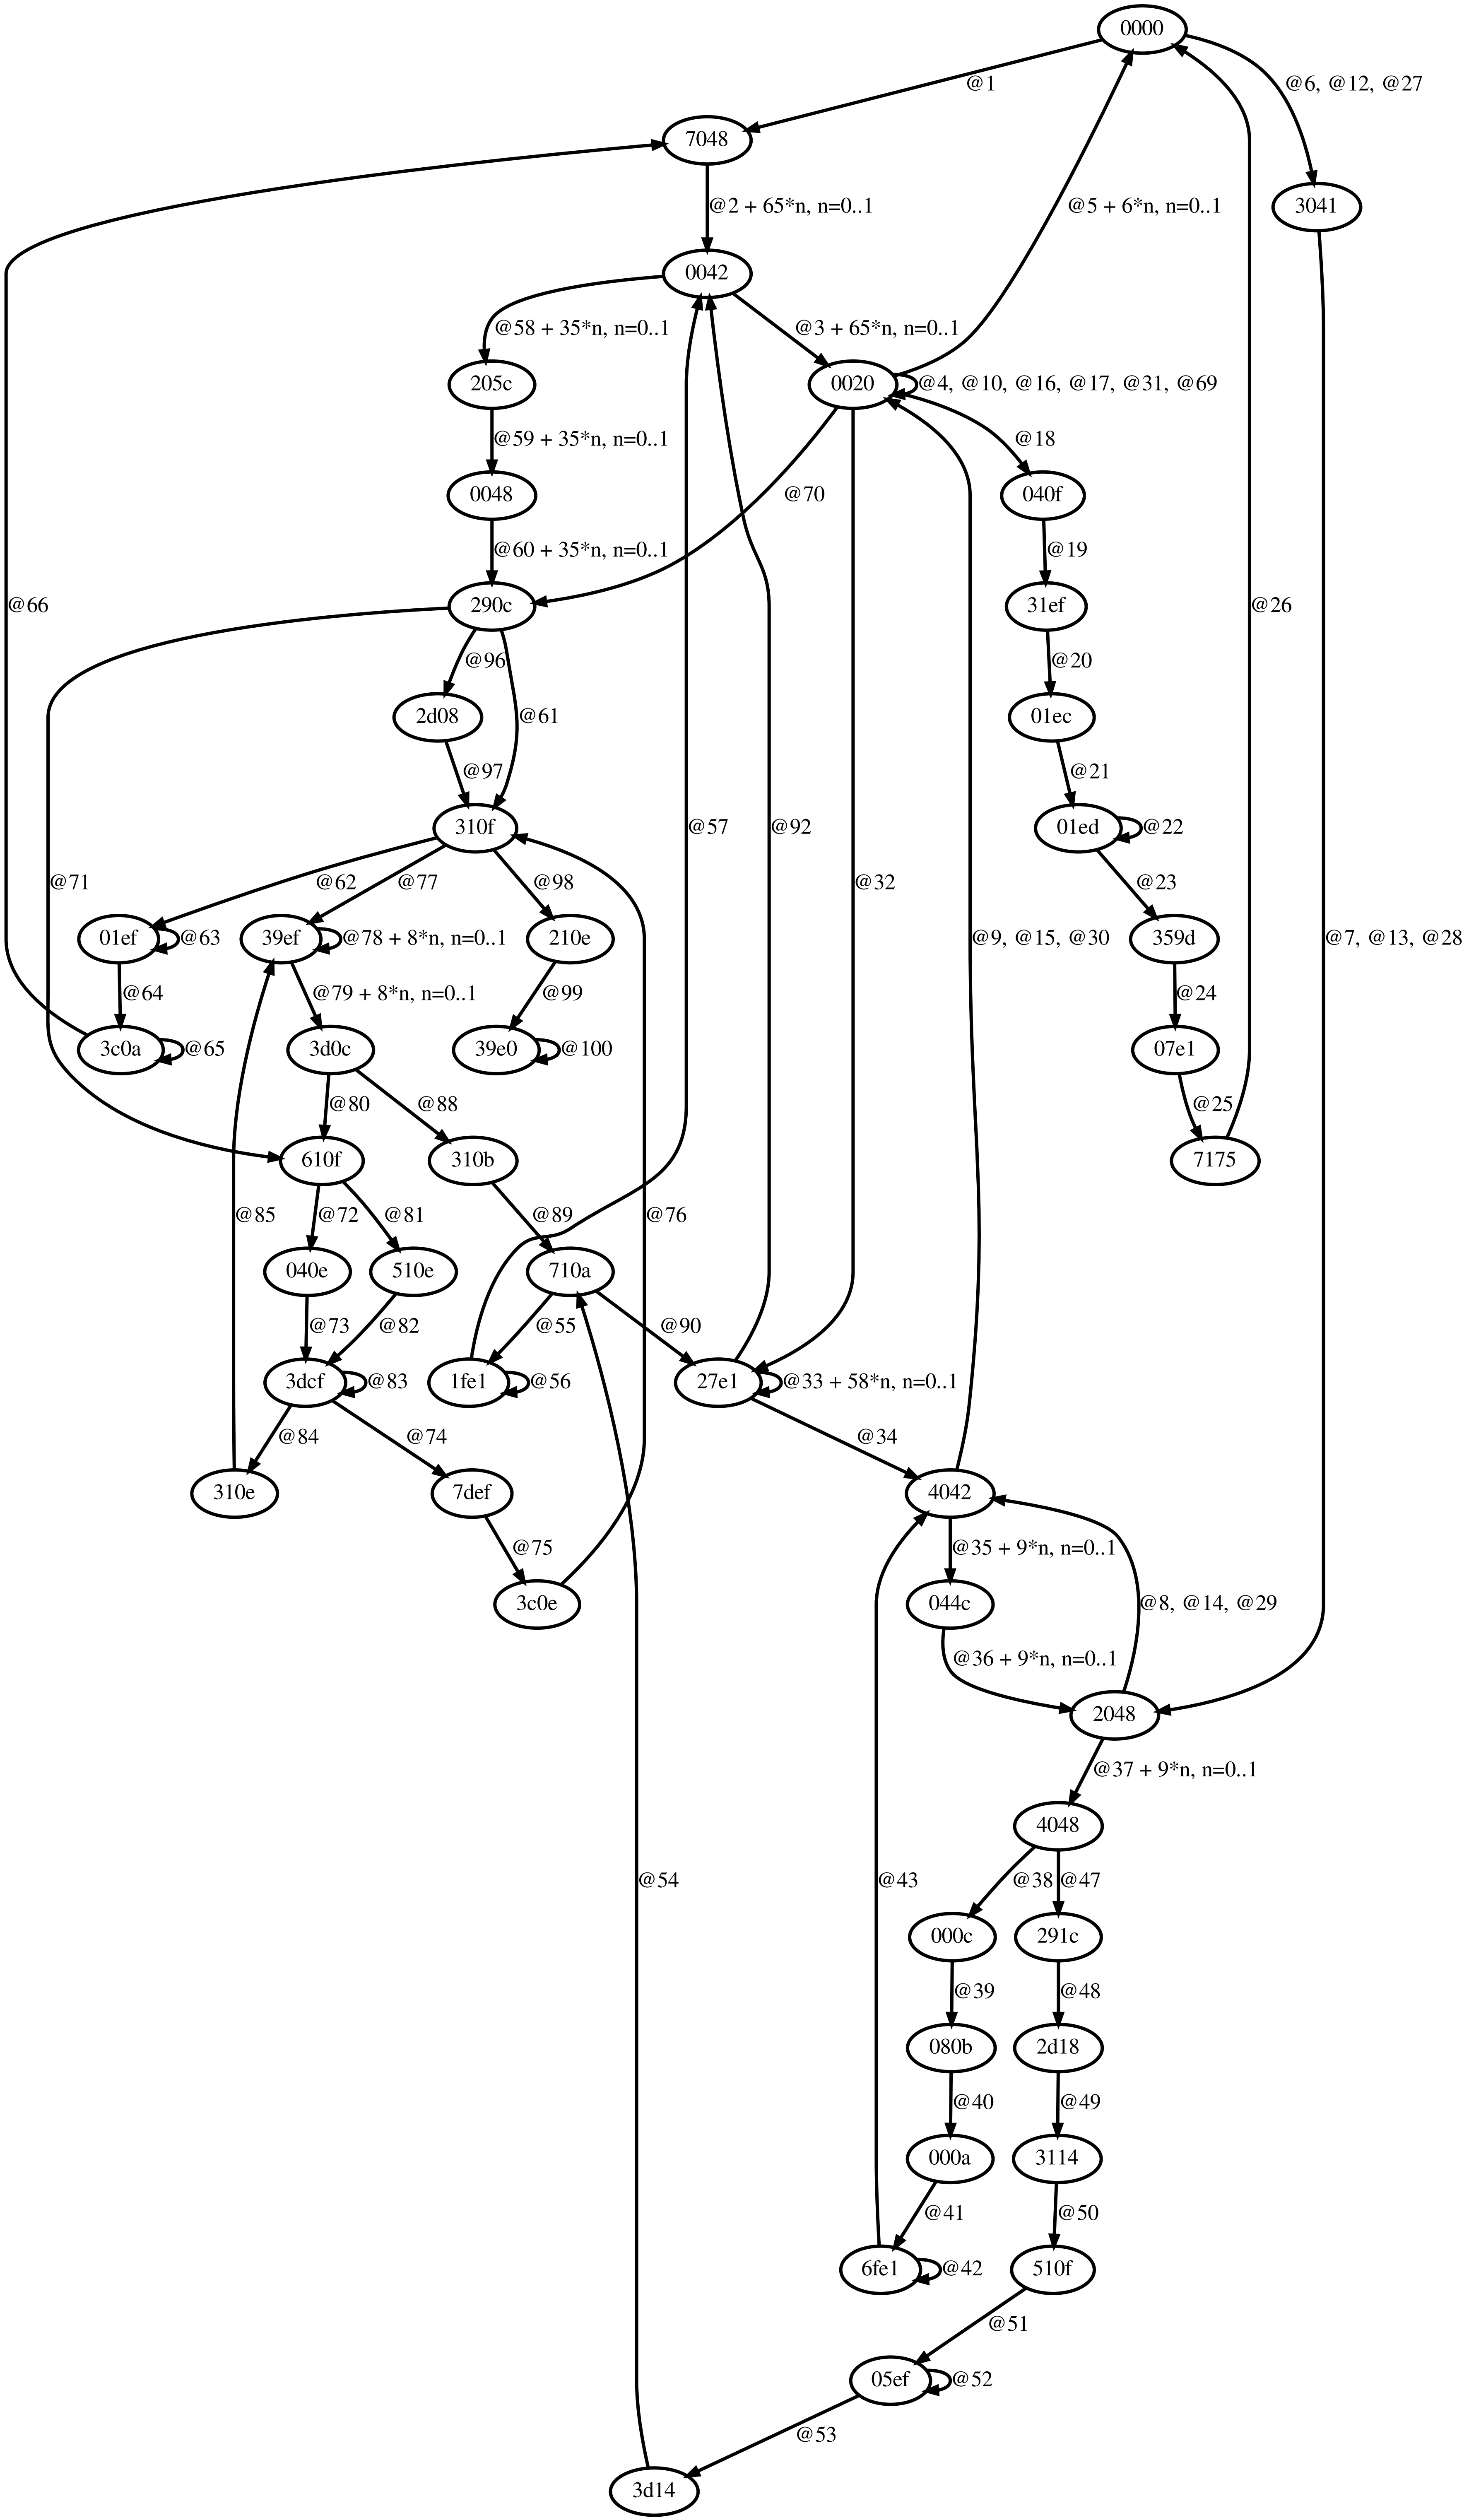 0000
@1
@6, @12, @27
7048
@2 + 65*n, n=0..1
@5 + 6*n, n=0..1
3041
0042
@58 + 35*n, n=0..1
@3 + 65*n, n=0..1
205c
0020
@4, @10, @16, @17, @31, @69
@59 + 35*n, n=0..1
@18
0048
@70
040f
@60 + 35*n, n=0..1
@19
@66
290c
31ef
@26
@96
@20
2d08
@61
01ec
@97
@21
310f
@57
@92
01ed
@22
@71
@62
@77
@98
@32
@23
01ef
@63
39ef
@78 + 8*n, n=0..1
210e
@9, @15, @30
359d
@7, @13, @28
@64
@79 + 8*n, n=0..1
@99
@24
3c0a
@65
3d0c
39e0
@100
07e1
@80
@88
@25
610f
310b
7175
@85
@72
@81
@89
@76
040e
510e
710a
@73
@82
@55
@90
3dcf
@83
1fe1
@56
27e1
@33 + 58*n, n=0..1
@84
@74
@34
310e
7def
4042
@75
@35 + 9*n, n=0..1
3c0e
044c
@8, @14, @29
@36 + 9*n, n=0..1
2048
@37 + 9*n, n=0..1
4048
@54
@43
@38
@47
000c
291c
@39
@48
080b
2d18
@40
@49
000a
3114
@41
@50
6fe1
@42
510f
@51
05ef
@52
@53
3d14